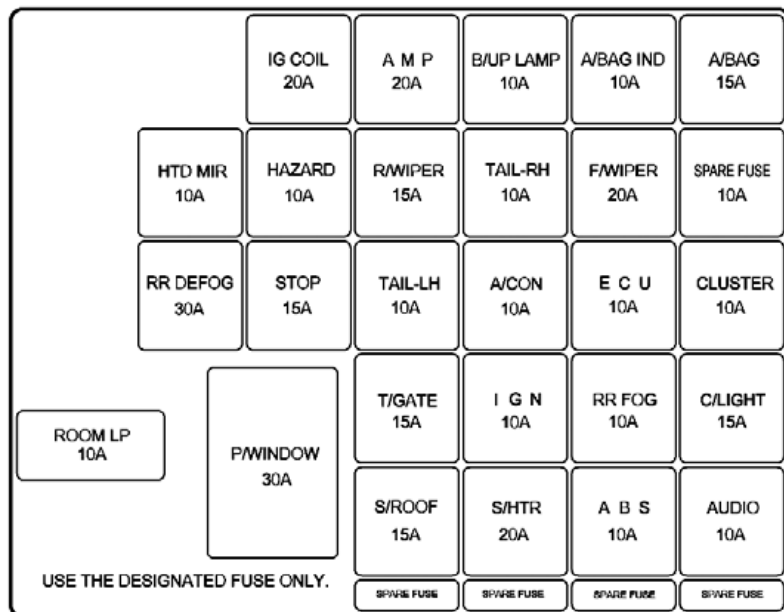 IG COIL
20A
A M P
20A
B/UP LAMP
10A
A/BAG IND
10A
A/BAG
15A
HTD MIR
10A
HAZARD
10A
R/WIPER
15A
TAIL-RH
10A
F/WIPER
20A
SPARE FUSE
10A
RR DEFOG
30A
STOP
15A
TAIL-LH
10A
A/CON
10A
E C U
10A
CLUSTER
10A
T/GATE
15A
I G N
10A
RR FOG
10A
C/LIGHT
15A
ROOM LP
10A
P/WINDOW
30A
S/ROOF
15A
S/HTR
20A
A B S
10A
AUDIO
10A
USE THE DESIGNATED FUSE ONLY.
SPARE FUSE
SPARE FUSE
SPARE FUSE
SPARE FUSE